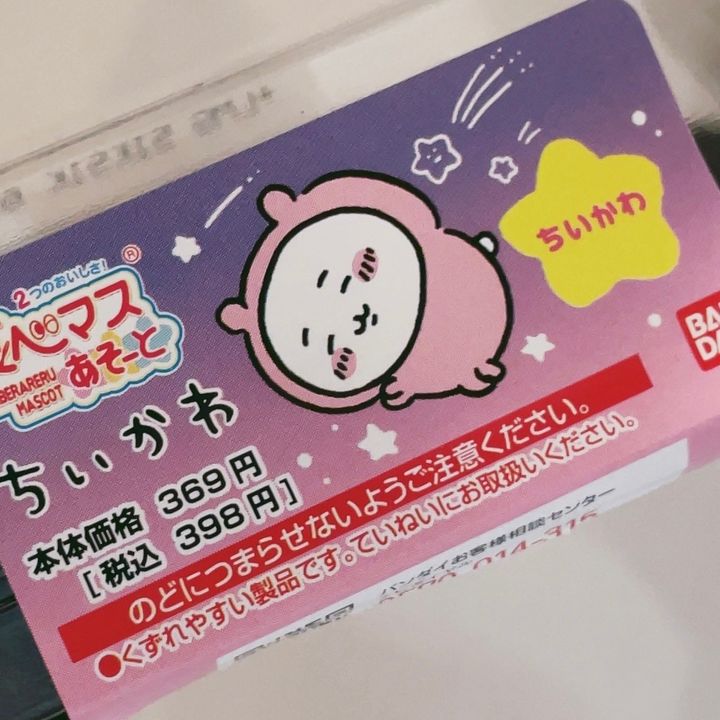 ちいかわ
2つのおいしさ!
べマス
あそーと
BERARERU
MASCOT
®
BAN
DA
ちいかわ
本体価格 369円
[税込 398円]
のどにつまらせないようご注意ください。
●くずれやすい製品です。ていねいにお取扱いください。
バンダイお客様相談センター